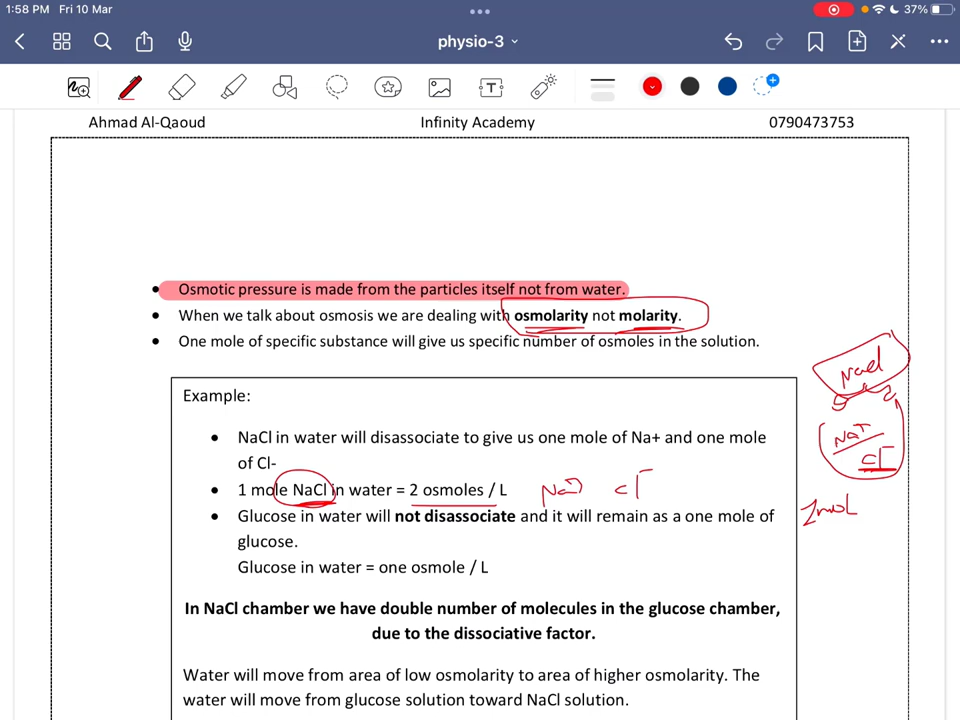 1:58 PM Fri 10 Mar
37%
physio-3
Ahmad Al-Qaoud Infinity Academy 0790473753
• Osmotic pressure is made from the particles itself not from water.
• When we talk about osmosis we are dealing with osmolarity not molarity.
• One mole of specific substance will give us specific number of osmoles in the solution.
NaCl
Example:
• NaCl in water will disassociate to give us one mole of Na+ and one mole
Na+
of Cl-
Cl-
• 1 mole NaCl in water = 2 osmoles / L
Cl-
• Glucose in water will not disassociate and it will remain as a one mole of
2mol
glucose.
Glucose in water = one osmole / L
In NaCl chamber we have double number of molecules in the glucose chamber,
due to the dissociative factor.
Water will move from area of low osmolarity to area of higher osmolarity. The
water will move from glucose solution toward NaCl solution.